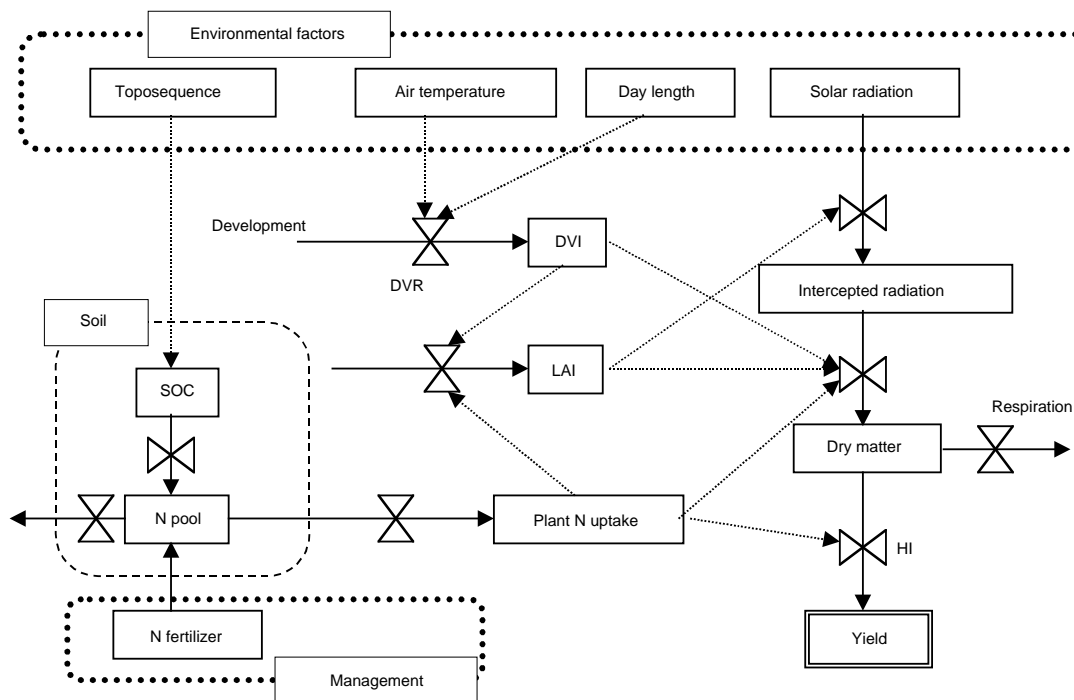 Environmental factors
Toposequence
Air temperature
Day length
Solar radiation
Development
DVI
DVR
Intercepted radiation
Soil
LAI
SOC
Respiration
Dry matter
N pool
Plant N uptake
HI
N fertilizer
Yield
Management